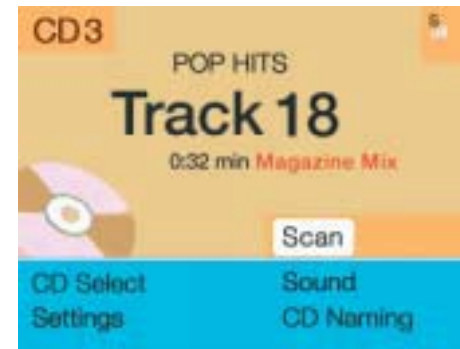 CD3
S
POP HITS
Track 18
0:32 min Magazine Mix
Scan
CD Select Sound
Settings CD Naming